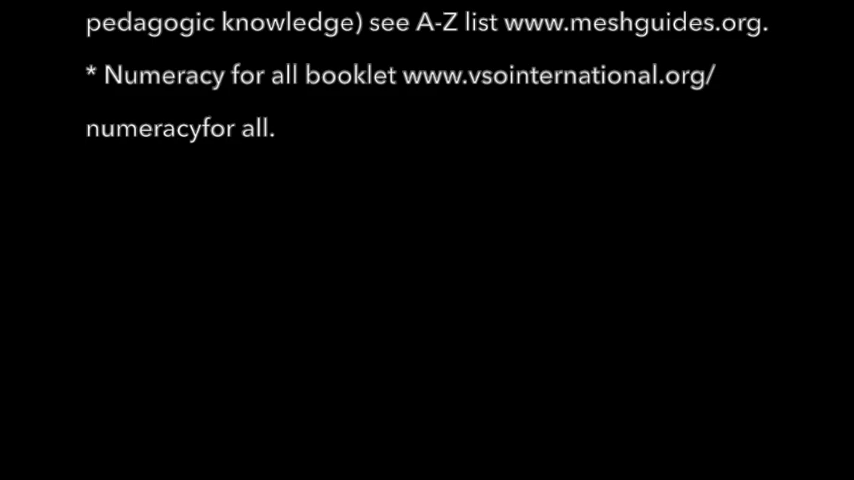 pedagogic knowledge) see A-Z list www.meshguides.org.
* Numeracy for all booklet www.vsointernational.org/
numeracyfor all.